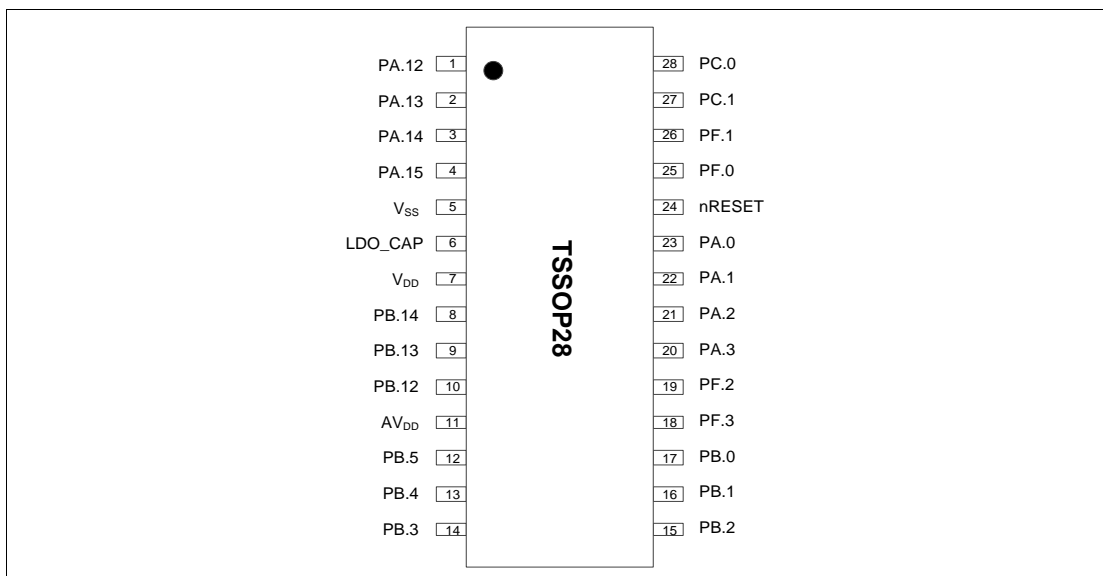 PA.12 1
PA.13 2
PA.14 3
PA.15 4
VSS 5
LDO_CAP 6
VDD 7
PB.14 8
PB.13 9
PB.12 10
AVDD 11
PB.5 12
PB.4 13
PB.3 14
TSSOP28
28 PC.0
27 PC.1
26 PF.1
25 PF.0
24 nRESET
23 PA.0
22 PA.1
21 PA.2
20 PA.3
19 PF.2
18 PF.3
17 PB.0
16 PB.1
15 PB.2